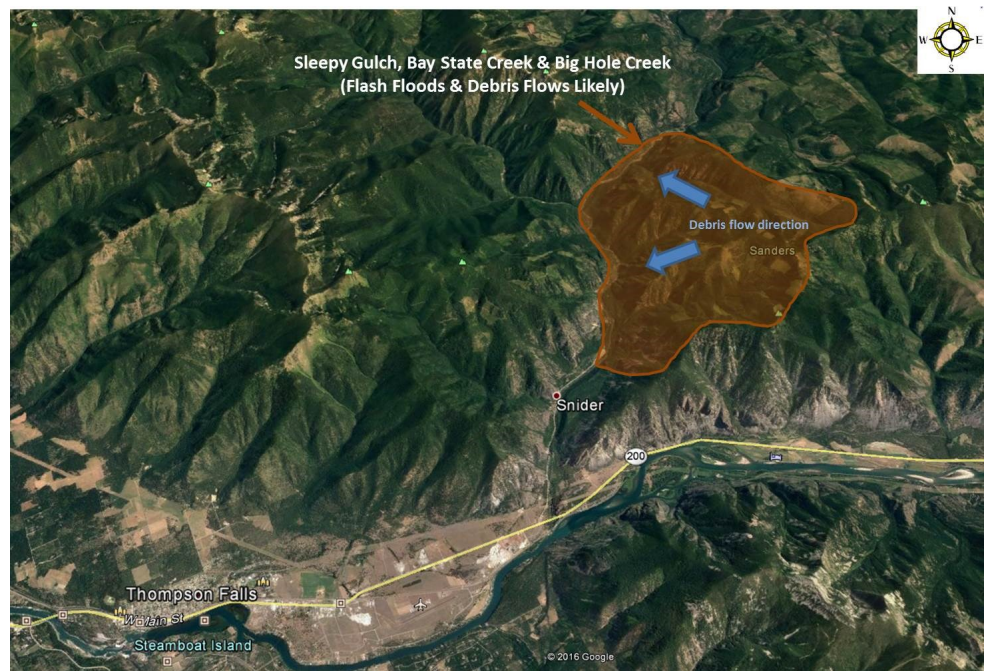 N
W E
S
Sleepy Gulch, Bay State Creek & Big Hole Creek
(Flash Floods & Debris Flows Likely)
Debris flow direction
Sanders
Snider
200
Thompson Falls
W Main St
Steamboat Island
© 2016 Google